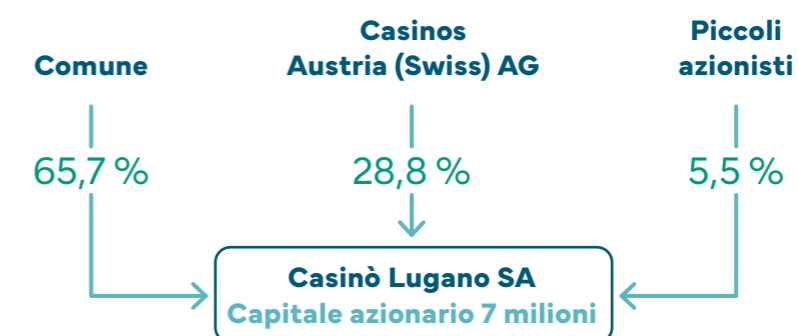 Comune
Casinos
Austria (Swiss) AG
Piccoli
azionisti
65,7 %
28,8 %
5,5 %
Casinò Lugano SA
Capitale azionario 7 milioni